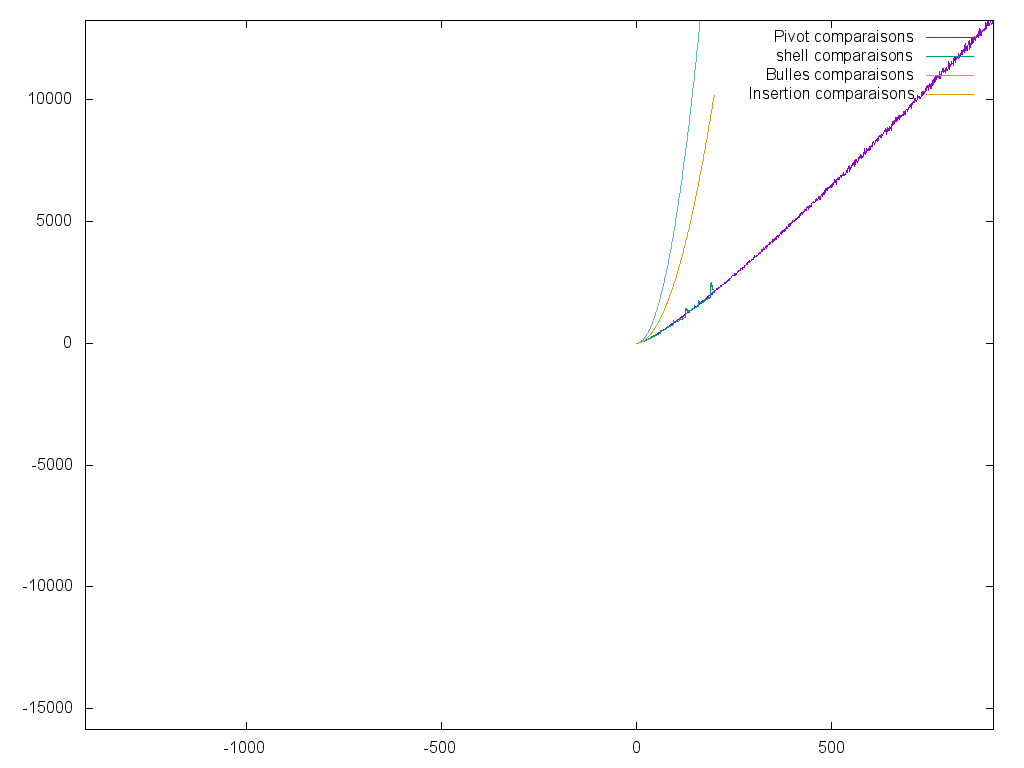 Pivot comparaisons
shell comparaisons
Bulles comparaisons
Insertion comparaisons
10000
5000
0
-5000
-10000
-15000
-1000 -500 0 500